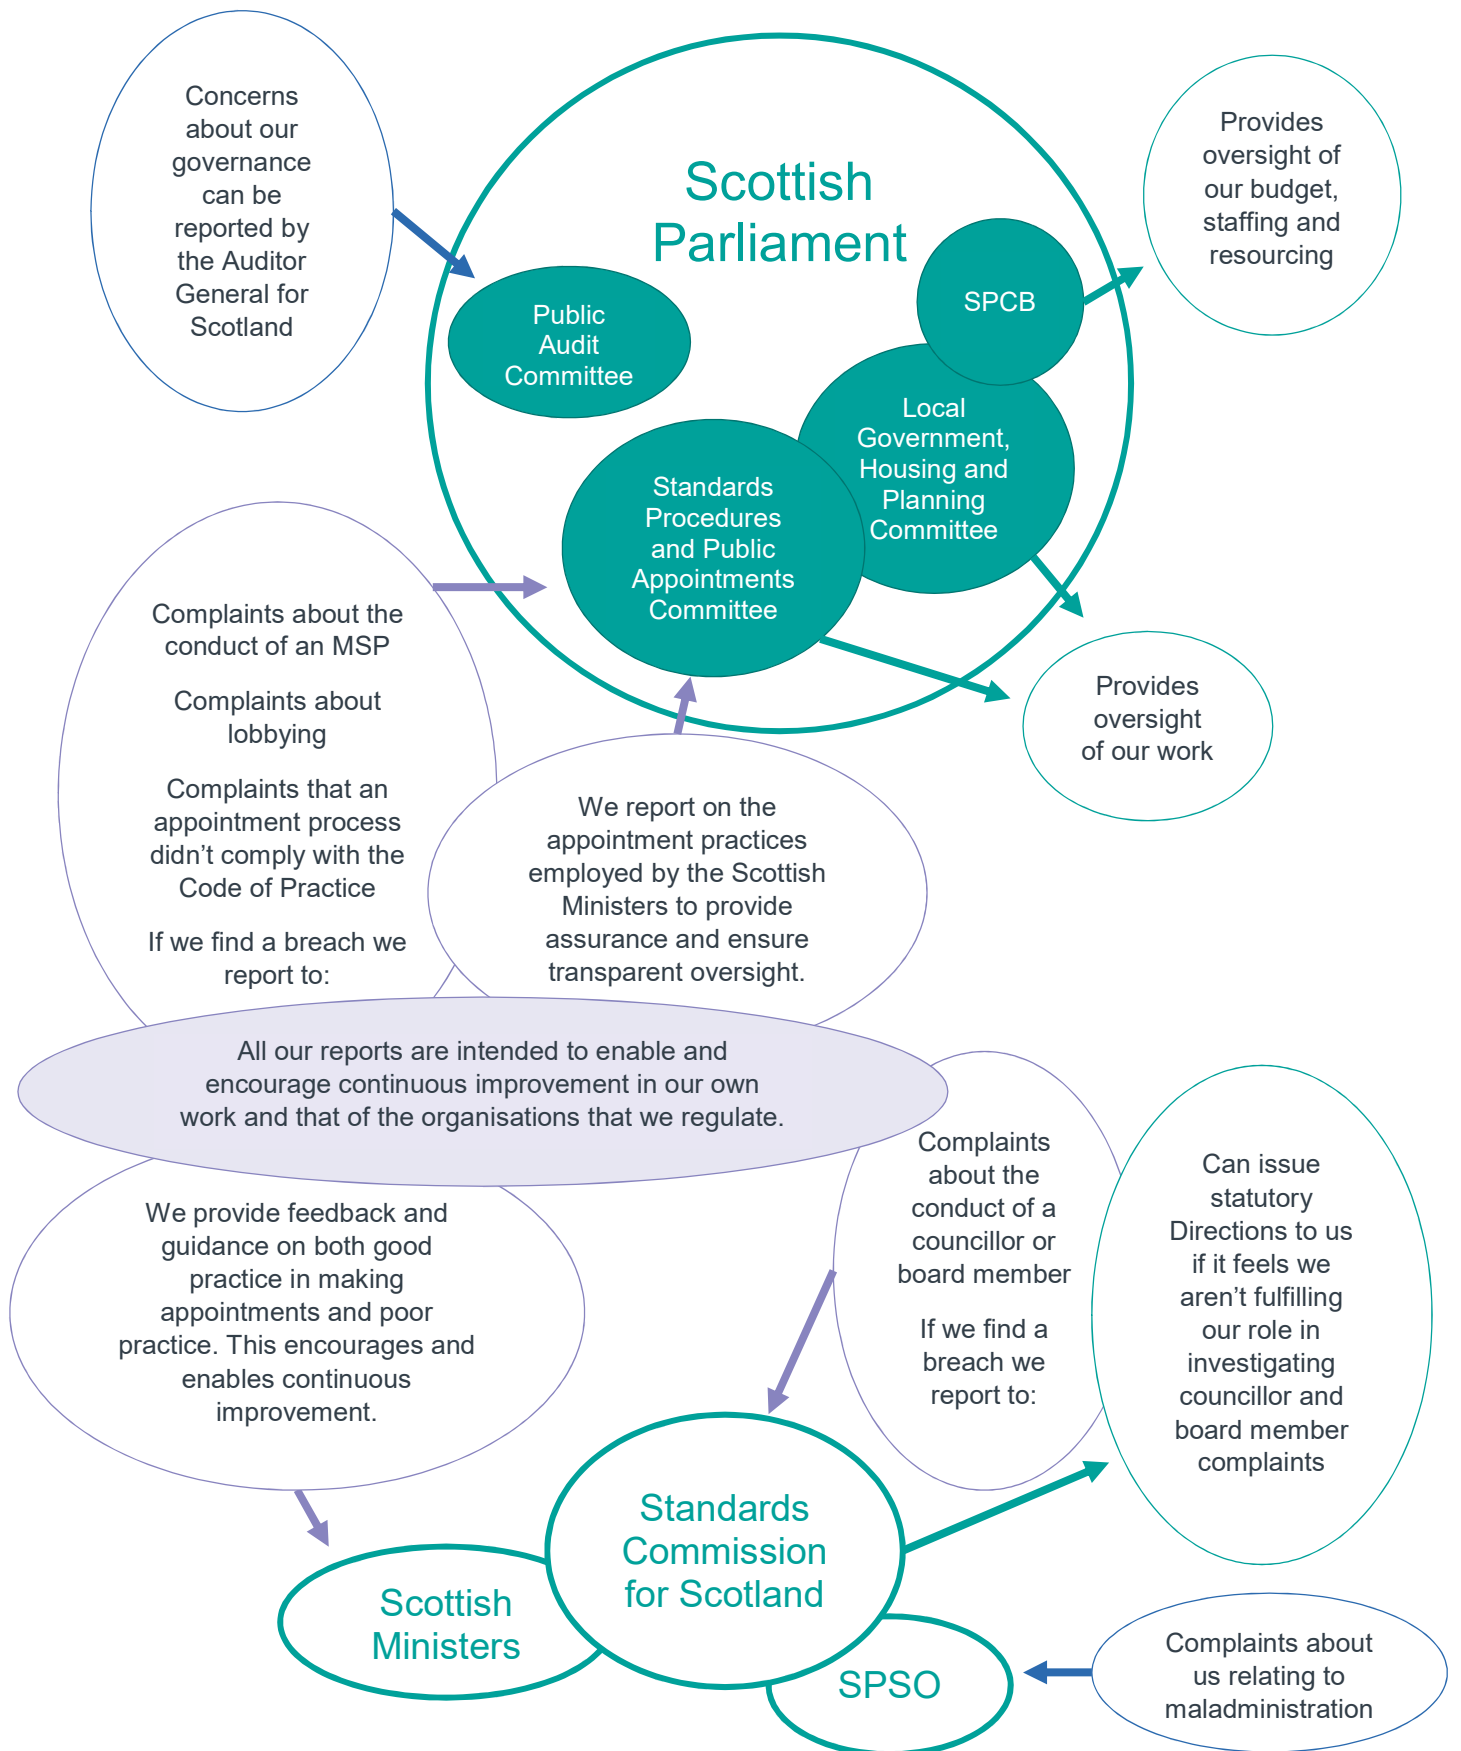 Concerns
about our
governance
can be
reported by
the Auditor
General for
Scotland
Scottish
Parliament
Provides
oversight of
our budget,
staffing and
resourcing
SPCB
Public
Audit
Committee
Local
Government,
Housing and
Planning
Committee
Standards
Procedures
and Public
Appointments
Committee
Complaints about the
conduct of an MSP
Complaints about
lobbying
Complaints that an
appointment process
didn’t comply with the
Code of Practice
If we find a breach we
report to:
Provides
oversight
of our work
We report on the
appointment practices
employed by the Scottish
Ministers to provide
assurance and ensure
transparent oversight.
All our reports are intended to enable and
encourage continuous improvement in our own
work and that of the organisations that we regulate.
Complaints
about the
conduct of a
councillor or
board member
If we find a
breach we
report to:
Can issue
statutory
Directions to us
if it feels we
aren’t fulfilling
our role in
investigating
councillor and
board member
complaints
We provide feedback and
guidance on both good
practice in making
appointments and poor
practice. This encourages and
enables continuous
improvement.
Standards
Commission
for Scotland
Scottish
Ministers
SPSO
Complaints about
us relating to
maladministration